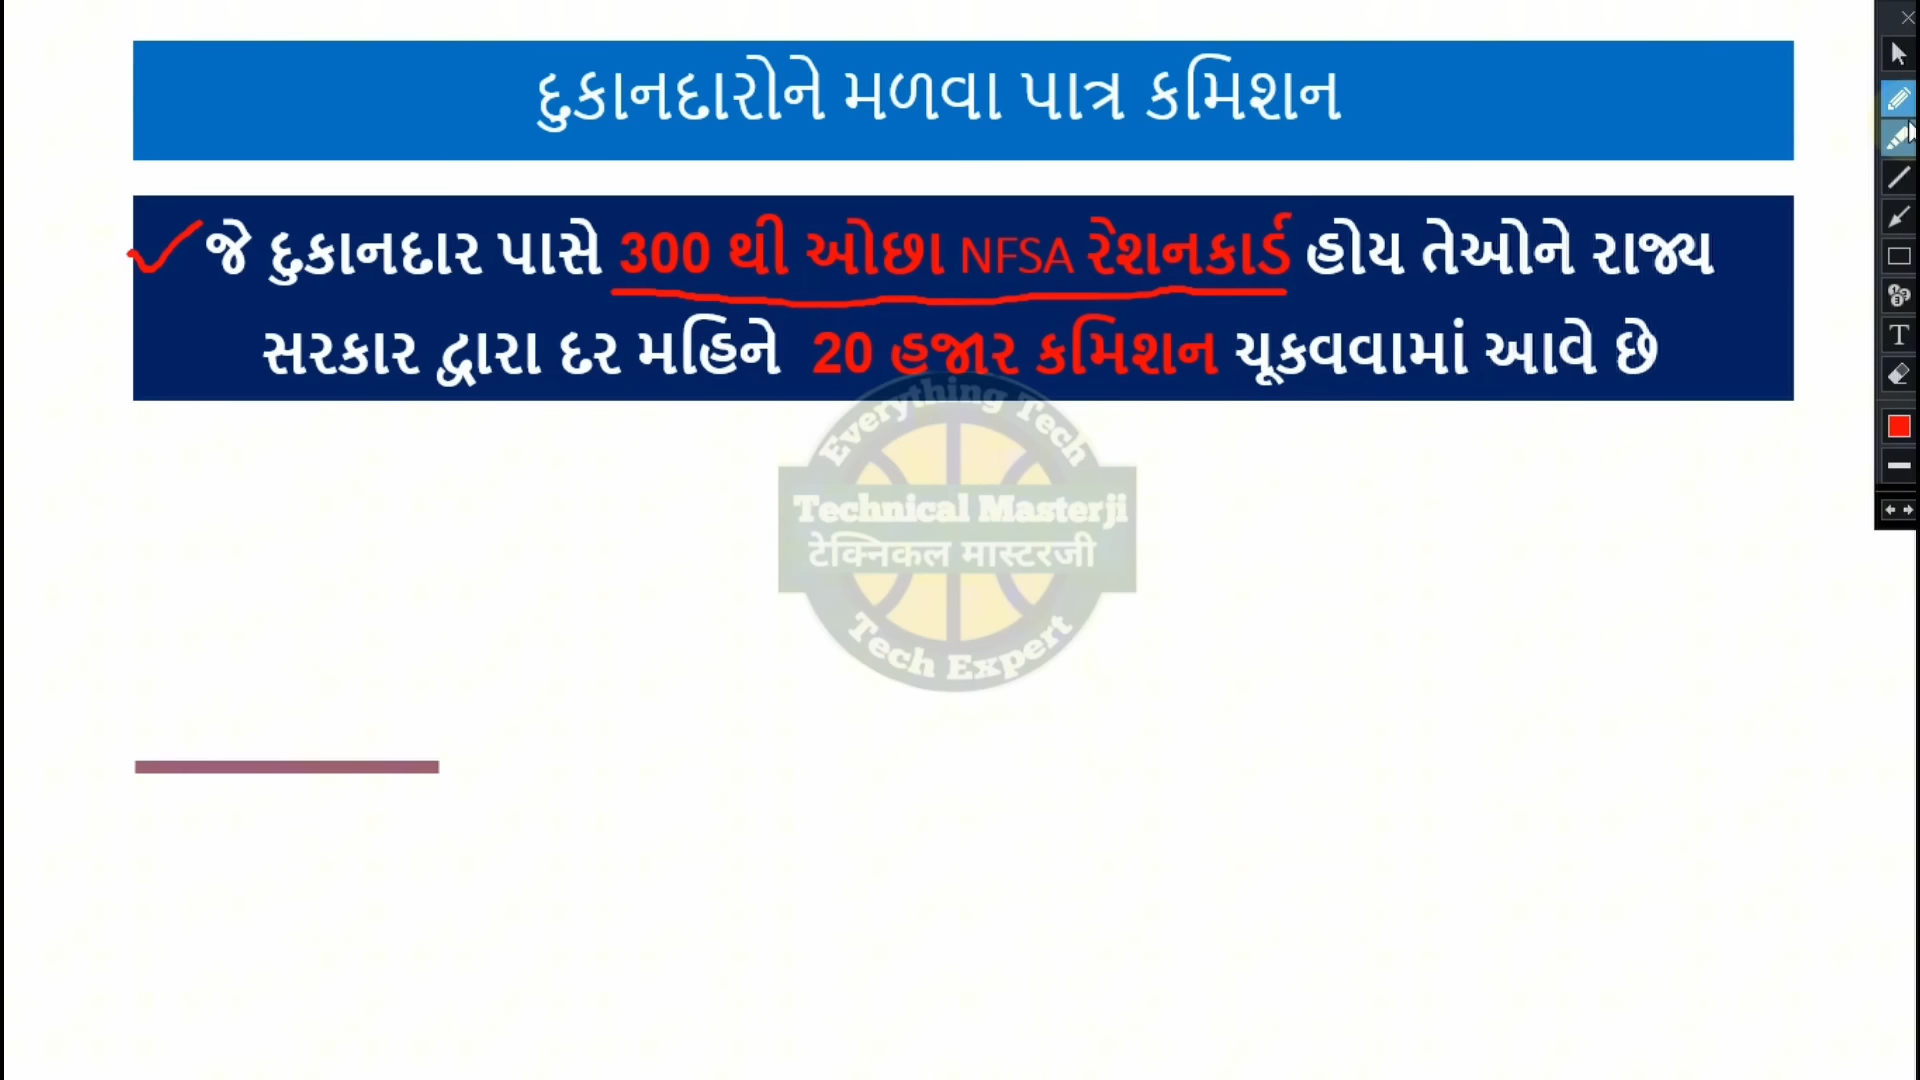 દુકાનદારોને મળવા પાત્ર કમિશન
જે દુકાનદાર પાસે 300 થી ઓછા NFSA રેશનકાર્ડ હોય તેઓને રાજ્ય
સરકાર દ્વારા દર મહિને 20 હજાર કમિશન ચૂકવવામાં આવે છે
Everything Tech
Technical Masterji
ટેક્નિકલ मास्टरजी
Tech Expert